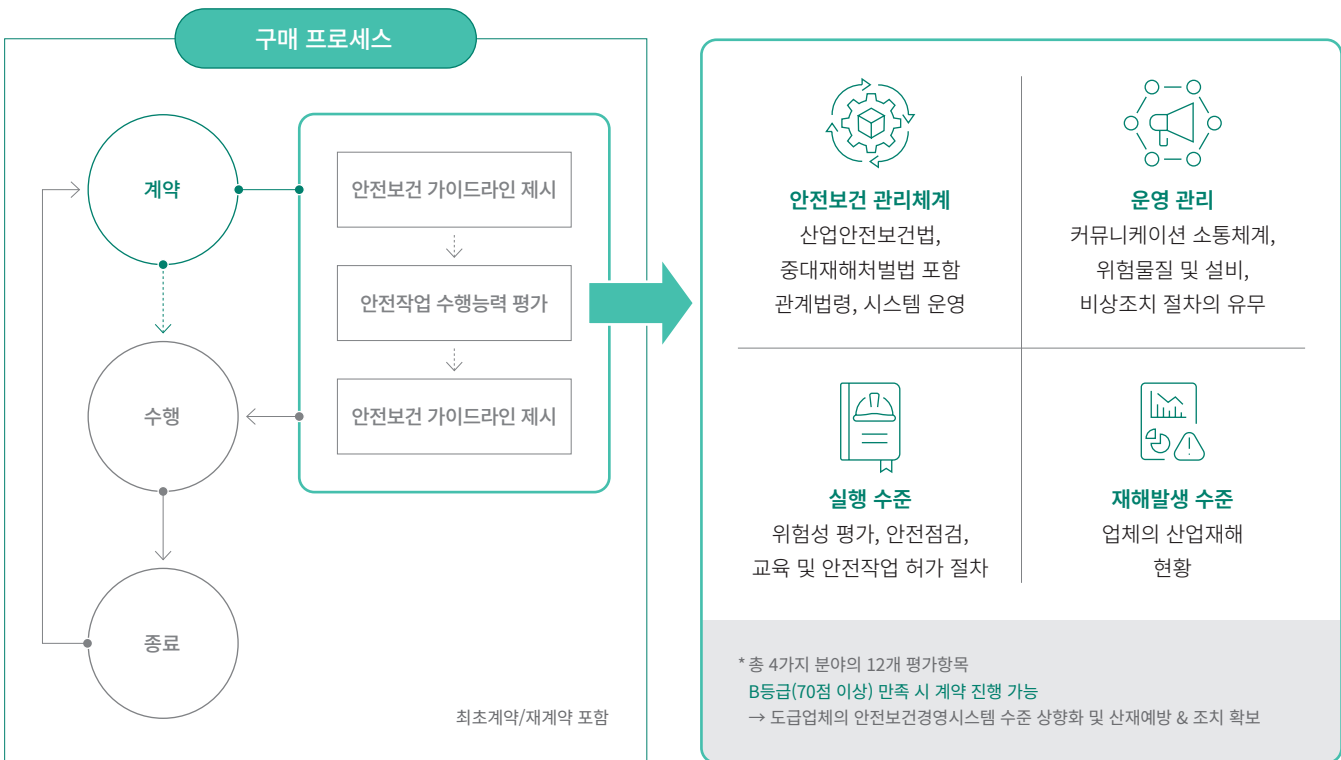 구매 프로세스
계약
수행
종료
안전보건 가이드라인 제시
안전작업 수행능력 평가
안전보건 가이드라인 제시
최초계약/재계약 포함
안전보건 관리체계
산업안전보건법,
중대재해처벌법 포함
관계법령, 시스템 운영
운영 관리
커뮤니케이션 소통체계,
위험물질 및 설비,
비상조치 절차의 유무
실행 수준
위험성 평가, 안전점검,
교육 및 안전작업 허가 절차
재해발생 수준
업체의 산업재해
현황
* 총 4가지 분야의 12개 평가항목
B등급(70점 이상) 만족 시 계약 진행 가능
→ 도급업체의 안전보건경영시스템 수준 상향화 및 산재예방 & 조치 확보